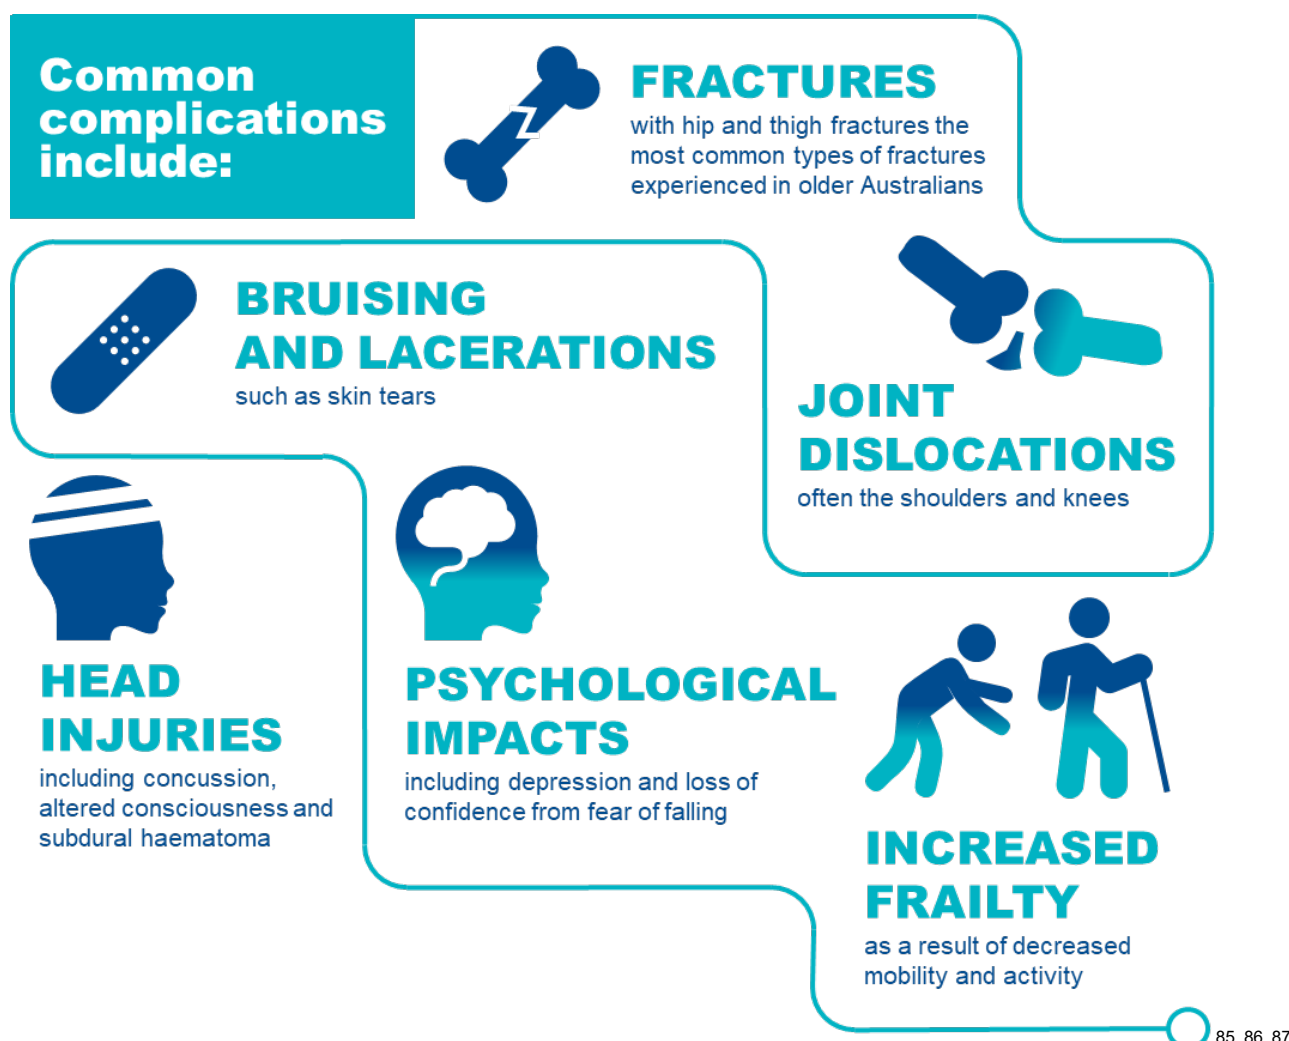 Common
complications
include:
FRACTURES
with hip and thigh fractures the
most common types of fractures
experienced in older Australians
BRUISING
AND LACERATIONS
such as skin tears
JOINT
DISLOCATIONS
often the shoulders and knees
HEAD
INJURIES
including concussion,
altered consciousness and
subdural haematoma
PSYCHOLOGICAL
IMPACTS
including depression and loss of
confidence from fear of falling
INCREASED
FRAILTY
as a result of decreased
mobility and activity
85, 86, 87